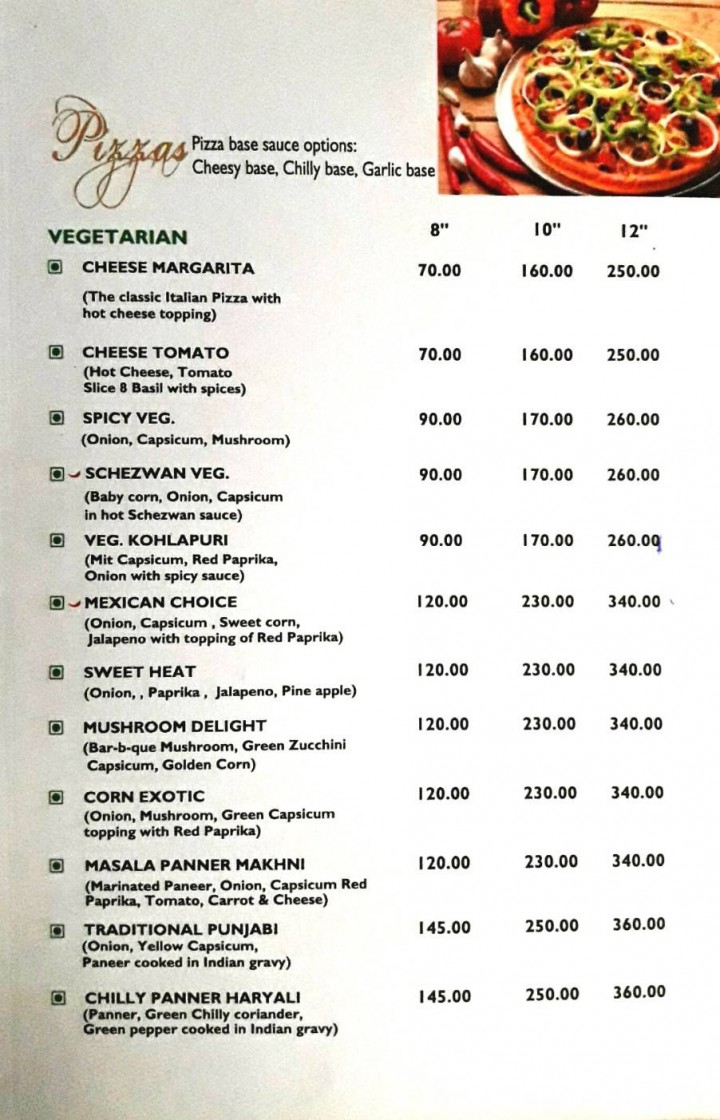 Pizzas Pizza base sauce options:
Cheesy base, Chilly base, Garlic base
VEGETARIAN 8" 10" 12"
CHEESE MARGARITA 70.00 160.00 250.00
(The classic Italian Pizza with
hot cheese topping)
CHEESE TOMATO 70.00 160.00 250.00
(Hot Cheese, Tomato
Slice 8 Basil with spices)
SPICY VEG. 90.00 170.00 260.00
(Onion, Capsicum, Mushroom)
SCHEZWAN VEG. 90.00 170.00 260.00
(Baby corn, Onion, Capsicum
in hot Schezwan sauce)
VEG. KOHLAPURI 90.00 170.00 260.00
(Mit Capsicum, Red Paprika,
Onion with spicy sauce)
MEXICAN CHOICE 120.00 230.00 340.00
(Onion, Capsicum , Sweet corn,
Jalapeno with topping of Red Paprika)
SWEET HEAT 120.00 230.00 340.00
(Onion, , Paprika , Jalapeno, Pine apple)
MUSHROOM DELIGHT 120.00 230.00 340.00
(Bar-b-que Mushroom, Green Zucchini
Capsicum, Golden Corn)
CORN EXOTIC 120.00 230.00 340.00
(Onion, Mushroom, Green Capsicum
topping with Red Paprika)
MASALA PANNER MAKHNI 120.00 230.00 340.00
(Marinated Paneer, Onion, Capsicum Red
Paprika, Tomato, Carrot & Cheese)
TRADITIONAL PUNJABI 145.00 250.00 360.00
(Onion, Yellow Capsicum,
Paneer cooked in Indian gravy)
CHILLY PANNER HARYALI 145.00 250.00 360.00
(Panner, Green Chilly coriander,
Green pepper cooked in Indian gravy)